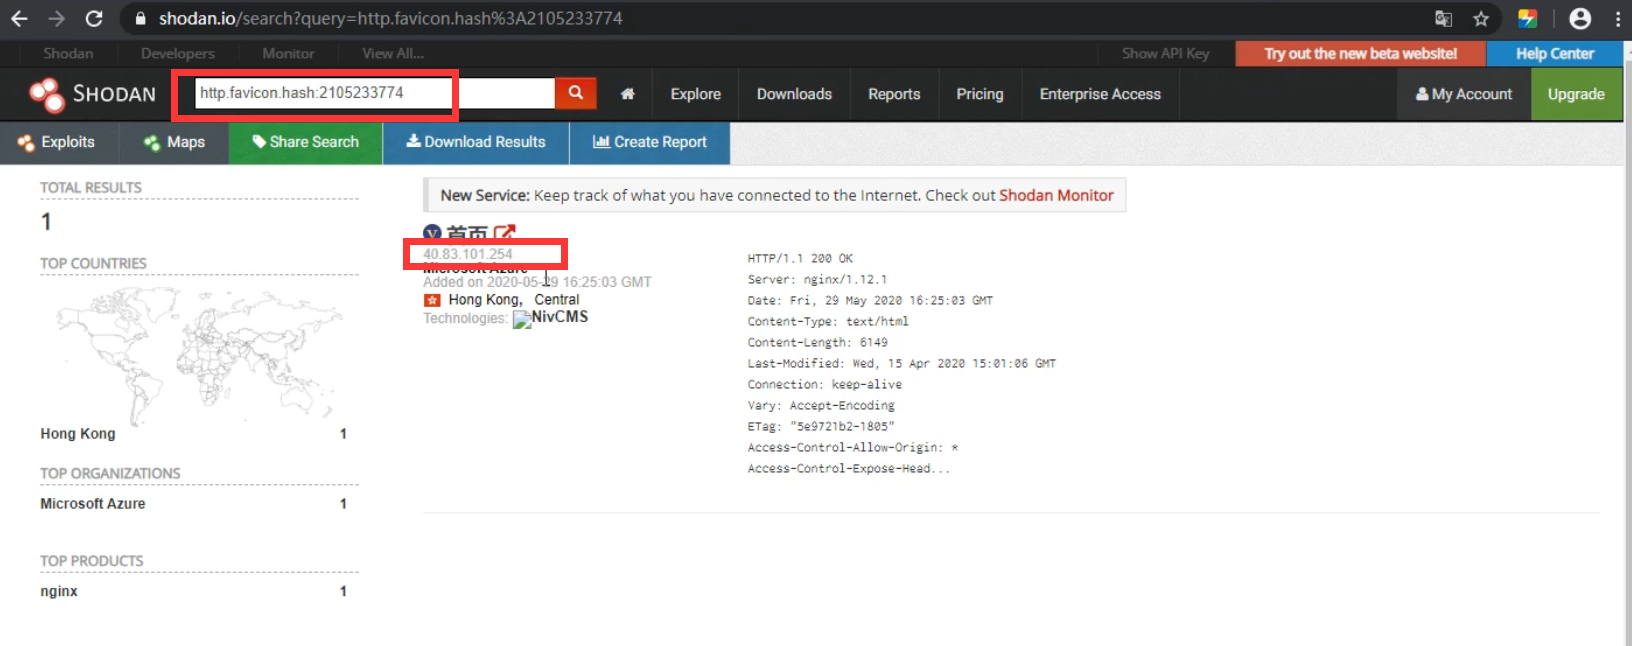 shodan.io/search?query=http.favicon.hash%3A2105233774
Shodan Developers Monitor View All... Show API Key Try out the new beta website! Help Center
SHODAN http.favicon.hash:2105233774 Explore Downloads Reports Pricing Enterprise Access My Account Upgrade
Exploits Maps Share Search Download Results Create Report
TOTAL RESULTS
1
TOP COUNTRIES
Hong Kong 1
TOP ORGANIZATIONS
Microsoft Azure 1
TOP PRODUCTS
nginx 1
New Service: Keep track of what you have connected to the Internet. Check out Shodan Monitor
V 首页
40.83.101.254
Microsoft Azure
Added on 2020-05-29 16:25:03 GMT
Hong Kong, Central
Technologies: NivCMS
HTTP/1.1 200 OK
Server: nginx/1.12.1
Date: Fri, 29 May 2020 16:25:03 GMT
Content-Type: text/html
Content-Length: 6149
Last-Modified: Wed, 15 Apr 2020 15:01:06 GMT
Connection: keep-alive
Vary: Accept-Encoding
ETag: "5e9721b2-1805"
Access-Control-Allow-Origin: *
Access-Control-Expose-Head...